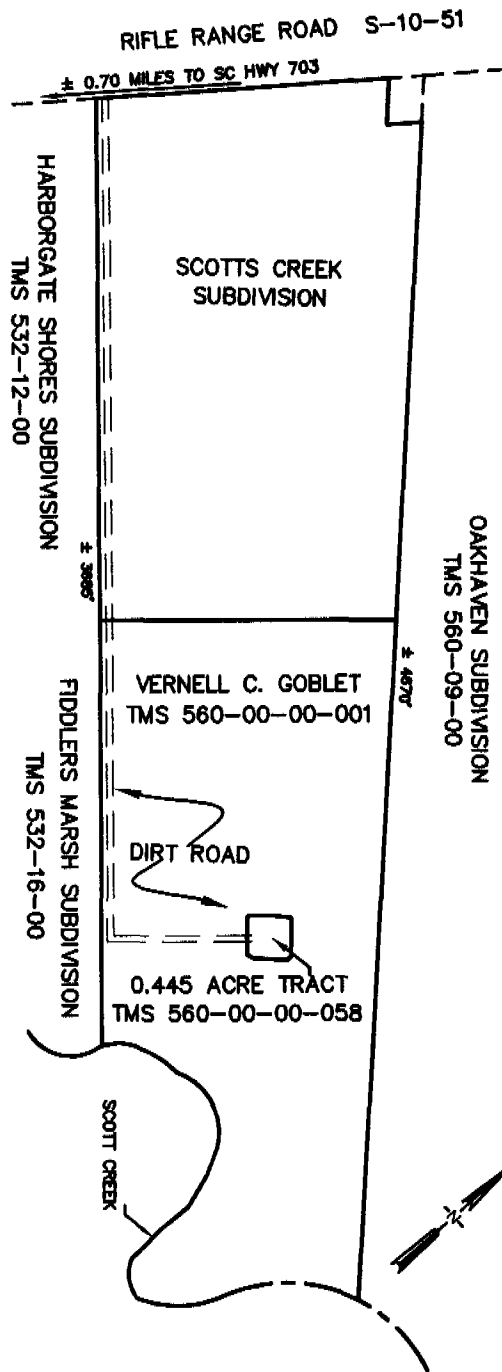 RIFLE RANGE ROAD S-10-51
± 0.70 MILES TO SC HWY 703
HARBORGATE SHORES SUBDIVISION
TMS 532-12-00
SCOTTS CREEK
SUBDIVISION
OAKHAVEN SUBDIVISION
TMS 560-09-00
± 4670'
VERNELL C. GOBLET
TMS 560-00-00-001
FIDDLERS MARSH SUBDIVISION
TMS 532-16-00
DIRT ROAD
0.445 ACRE TRACT
TMS 560-00-00-058
SCOTT CREEK
N